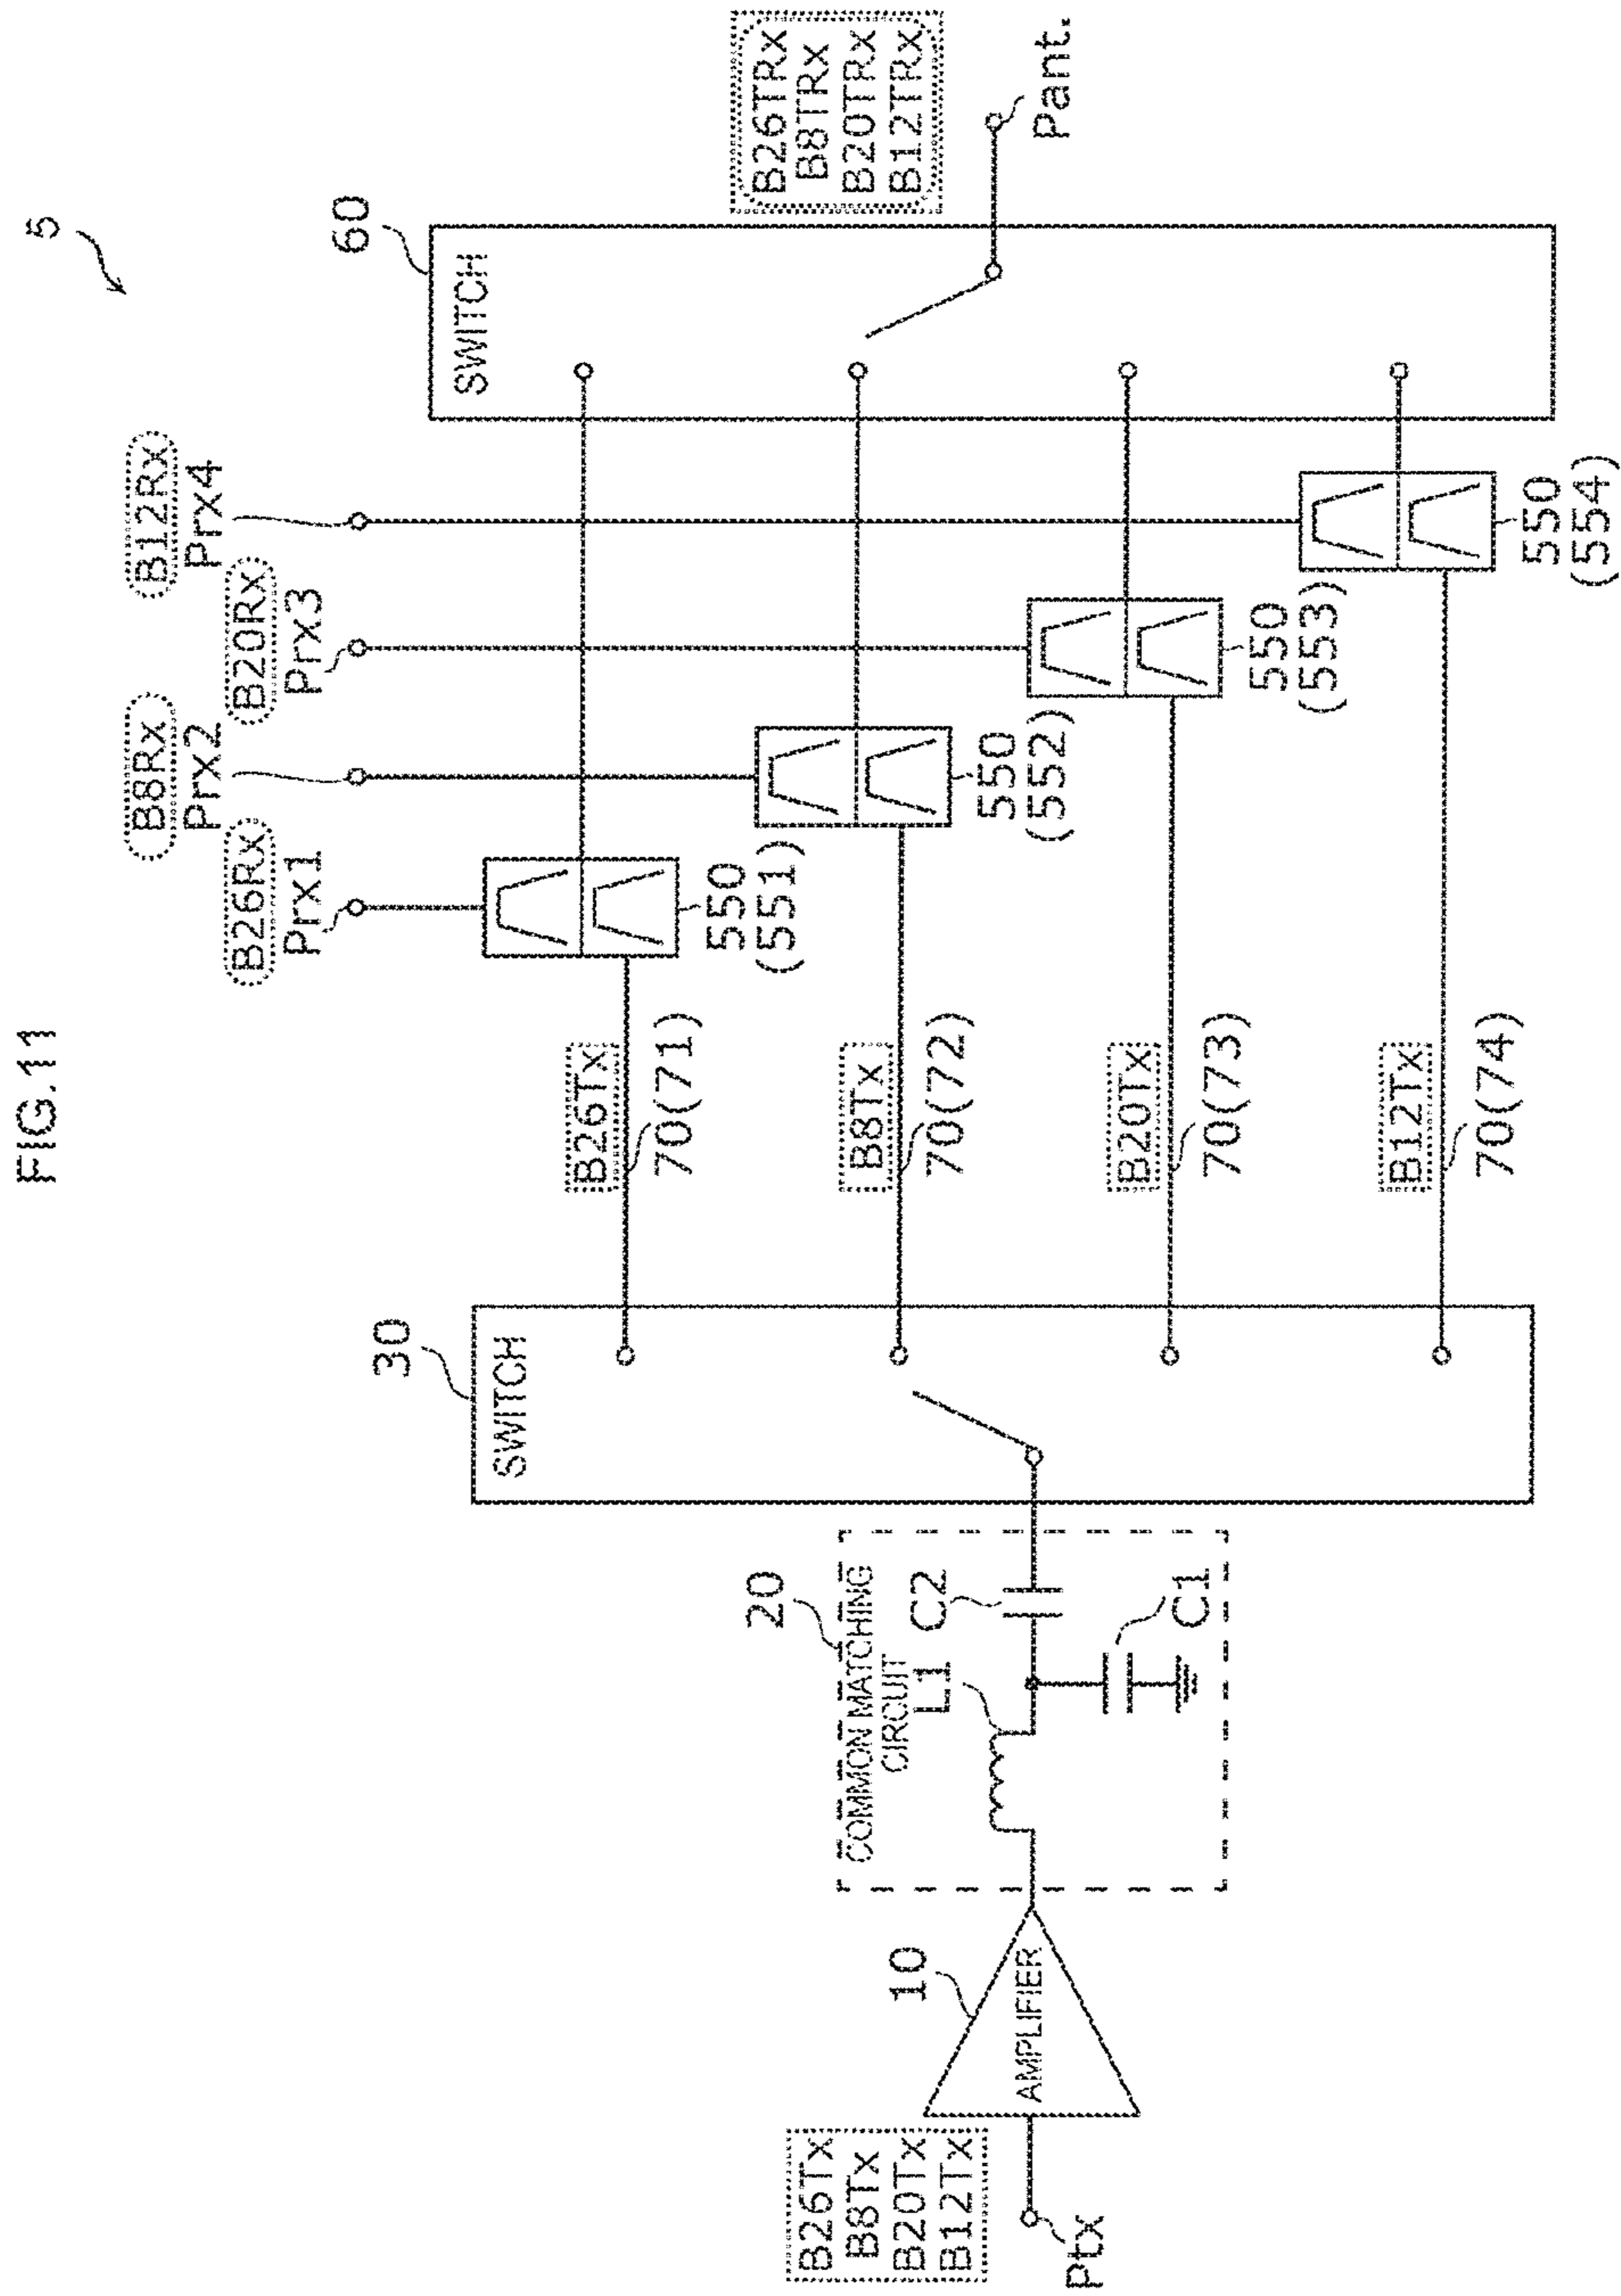 FIG.11
5
B26Tx
B8Tx
B20Tx
B12Tx
Ptx
10
AMPLIFIER
20
COMMON MATCHING
CIRCUIT
L1
C2
C1
30
SWITCH
B26Tx
70(71)
B8Tx
70(72)
B20Tx
70(73)
B12Tx
70(74)
B26Rx
Prx1
B8Rx
Prx2
B20Rx
Prx3
B12Rx
Prx4
550
(551)
550
(552)
550
(553)
550
(554)
60
SWITCH
B26TRx
B8TRx
B20TRx
B12TRx
Pant.